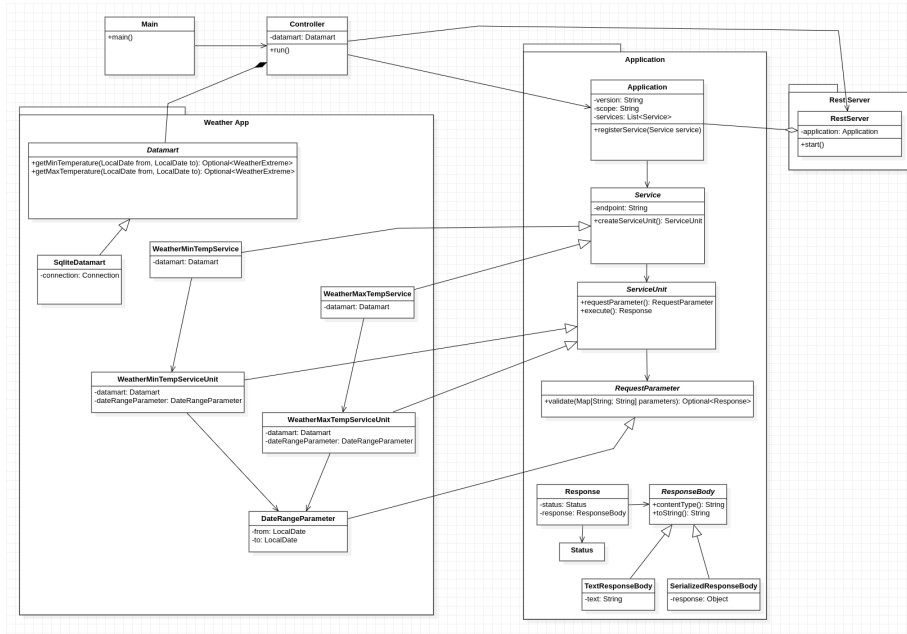 Main
+main()
Controller
-datamart: Datamart
+run()
Weather App
Datamart
+getMinTemperature(LocalDate from, LocalDate to): Optional<WeatherExtreme>
+getMaxTemperature(LocalDate from, LocalDate to): Optional<WeatherExtreme>
SqliteDatamart
-connection: Connection
WeatherMinTempService
-datamart: Datamart
WeatherMaxTempService
-datamart: Datamart
WeatherMinTempServiceUnit
-datamart: Datamart
-dateRangeParameter: DateRangeParameter
WeatherMaxTempServiceUnit
-datamart: Datamart
-dateRangeParameter: DateRangeParameter
DateRangeParameter
-from: LocalDate
-to: LocalDate
Application
Application
-version: String
-scope: String
-services: List<Service>
+registerService(Service service)
Service
-endpoint: String
+createServiceUnit(): ServiceUnit
ServiceUnit
+requestParameter(): RequestParameter
+execute(): Response
RequestParameter
+validate(Map[String; String] parameters): Optional<Response>
Response
-status: Status
-response: ResponseBody
ResponseBody
+contentType(): String
+toString(): String
Status
TextResponseBody
-text: String
SerializedResponseBody
-response: Object
Rest Server
RestServer
-application: Application
+start()